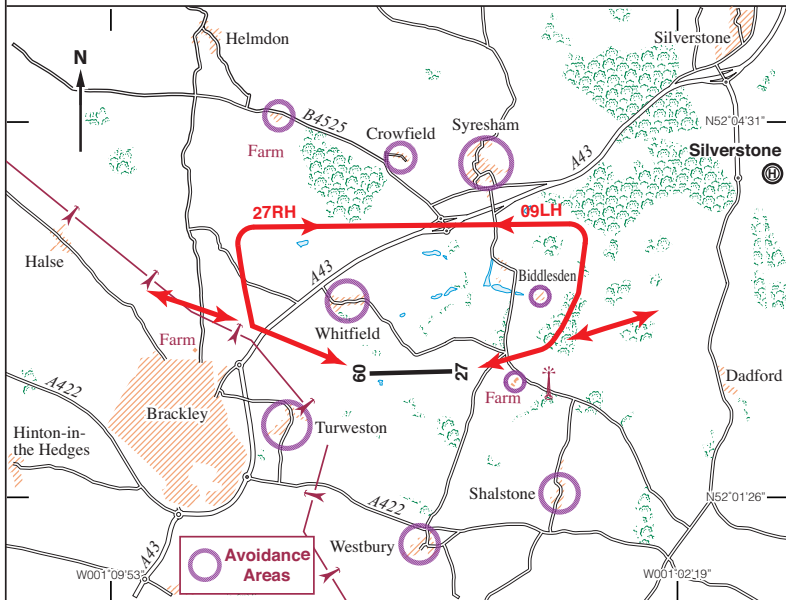 Helmdon
Silverstone
N
B4525
Farm
Crowfield
Syresham
A43
N52°04'31"
Silverstone
H
27RH
09LH
Halse
A43
Biddlesden
Whitfield
Farm
09
27
A422
Brackley
Farm
Dadford
Turweston
Hinton-in-
the Hedges
Shalstone
A422
N52°01'26"
Westbury
A43
Avoidance
Areas
W001°09'53"
W001°02'19"